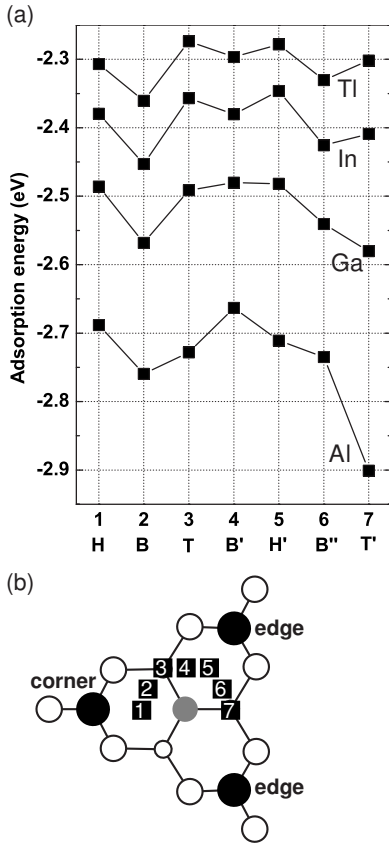 (a)
Adsorption energy (eV)
-2.3
-2.4
-2.5
-2.6
-2.7
-2.8
-2.9
Tl
In
Ga
Al
1 2 3 4 5 6 7
H B T B' H' B'' T'
(b)
edge
corner
3 4 5
2 6
1 7
edge